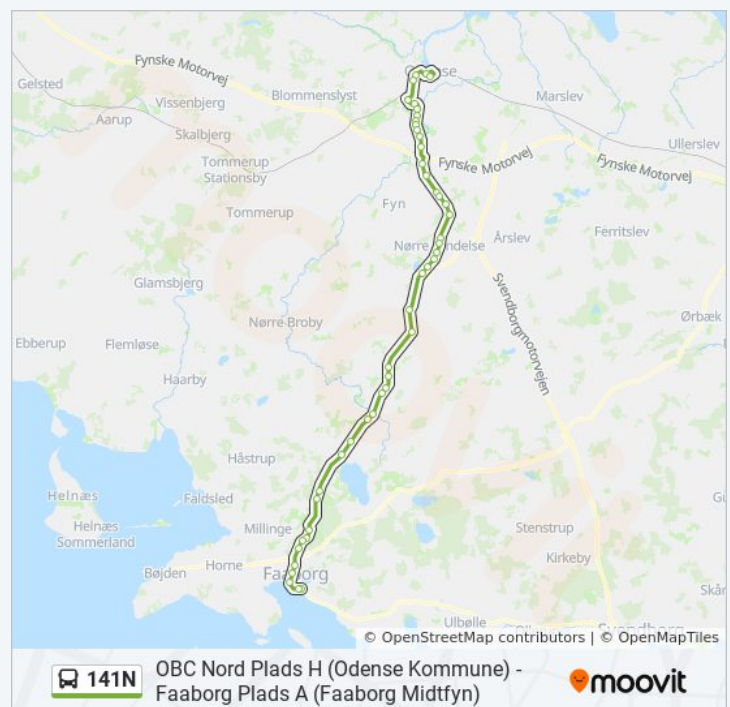 Fynske Motorvej
Gelsted
Vissenbjerg
Blommenslyst
Marslev
Aarup
Skalbjerg
Ullerslev
Tommerup
Stationsby
Fynske Motorvej
Fynske Motorvej
Fyn
Tommerup
Ferritslev
Årslev
Glamsbjerg
Svendborgmotorvejen
Ørbæk
Nørre Broby
Ebberup
Flemløse
Haarby
Håstrup
Helnæs
Faldsled
Helnæs
Sommerland
Millinge
Stenstrup
Kirkeby
Horne
Bøjden
Faaborg
Ulbølle
Svendborg
moovit
© OpenStreetMap contributors | © OpenMapTiles
141N
OBC Nord Plads H (Odense Kommune) -
Faaborg Plads A (Faaborg Midtfyn)
moovit